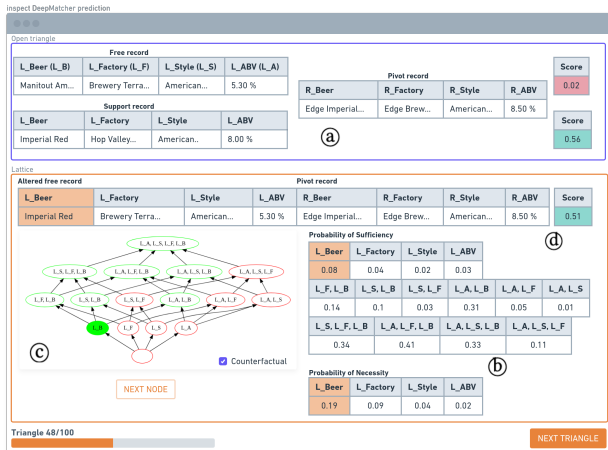 inspect DeepMatcher prediction
Open triangle
Free record
L_Beer (L_B) L_Factory (L_F) L_Style (L_S) L_ABV (L_A)
Manitout Am... Brewery Terra... American... 5.30 %
Support record
L_Beer L_Factory L_Style L_ABV
Imperial Red Hop Valley... American.. 8.00 %
Pivot record
R_Beer R_Factory R_Style R_ABV
Edge Imperial... Edge Brew... American... 8.50 %
Score
0.02
Score
0.56
a
Lattice
Altered free record Pivot record
L_Beer L_Factory L_Style L_ABV R_Beer R_Factory R_Style R_ABV Score
Imperial Red Brewery Terra... American... 5.30 % Edge Imperial... Edge Brew... American... 8.50 % 0.51
d
L_A, L_S, L_F, L_B
L_S, L_F, L_B L_A, L_F, L_B L_A, L_S, L_B L_A, L_S, L_F
L_F, L_B L_S, L_B L_S, L_F L_A, L_B L_A, L_F L_A, L_S
L_B L_F L_S L_A
c
Counterfactual
NEXT NODE
Probability of Sufficiency
L_Beer L_Factory L_Style L_ABV
0.08 0.04 0.02 0.03
L_F, L_B L_S, L_B L_S, L_F L_A, L_B L_A, L_F L_A, L_S
0.14 0.1 0.03 0.31 0.05 0.01
L_S, L_F, L_B L_A, L_F, L_B L_A, L_S, L_B L_A, L_S, L_F
0.34 0.41 0.33 0.11
b
Probability of Necessity
L_Beer L_Factory L_Style L_ABV
0.19 0.09 0.04 0.02
Triangle 48/100
NEXT TRIANGLE